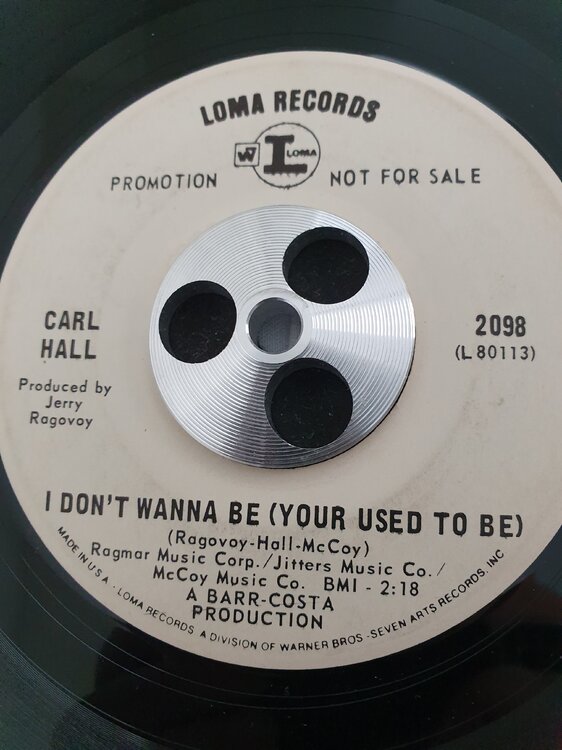 LOMA RECORDS
W LOMA
PROMOTION NOT FOR SALE
CARL
HALL
Produced by
Jerry
Ragovoy
2098
(L 80113)
I DON'T WANNA BE (YOUR USED TO BE)
(Ragovoy-Hall-McCoy)
Ragmar Music Corp./Jitters Music Co./
McCoy Music Co. BMI - 2:18
A BARR-COSTA
PRODUCTION
MADE IN U.S.A. · LOMA RECORDS A DIVISION OF WARNER BROS.-SEVEN ARTS RECORDS, INC